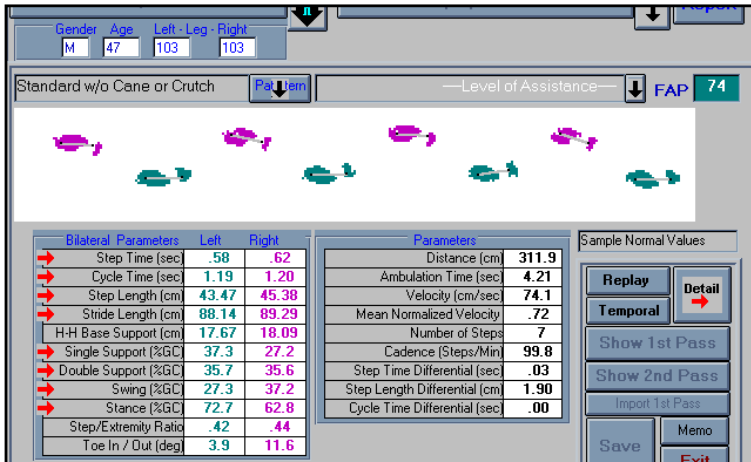 Gender Age Left - Leg - Right
M 47 103 103
Standard w/o Cane or Crutch Pattern —Level of Assistance— FAP 74
Bilateral Parameters Left Right
Step Time (sec) .58 .62
Cycle Time (sec) 1.19 1.20
Step Length (cm) 43.47 45.38
Stride Length (cm) 88.14 89.29
H-H Base Support (cm) 17.67 18.09
Single Support (%GC) 37.3 27.2
Double Support (%GC) 35.7 35.6
Swing (%GC) 27.3 37.2
Stance (%GC) 72.7 62.8
Step/Extremity Ratio .42 .44
Toe In / Out (deg) 3.9 11.6
Parameters
Distance (cm) 311.9
Ambulation Time (sec) 4.21
Velocity (cm/sec) 74.1
Mean Normalized Velocity .72
Number of Steps 7
Cadence (Steps/Min) 99.8
Step Time Differential (sec) .03
Step Length Differential (cm) 1.90
Cycle Time Differential (sec) .00
Sample Normal Values
Replay
Detail
Temporal
Show 1st Pass
Show 2nd Pass
Import 1st Pass
Save
Memo
Exit